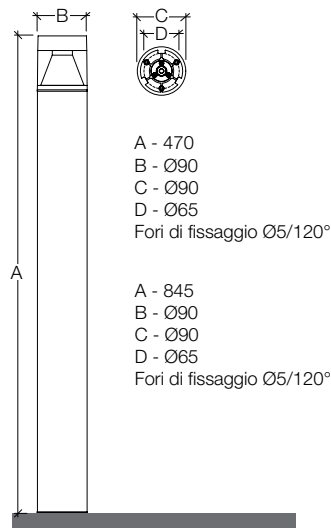 B
C
D
A
A - 470
B - Ø90
C - Ø90
D - Ø65
Fori di fissaggio Ø5/120°
A - 845
B - Ø90
C - Ø90
D - Ø65
Fori di fissaggio Ø5/120°